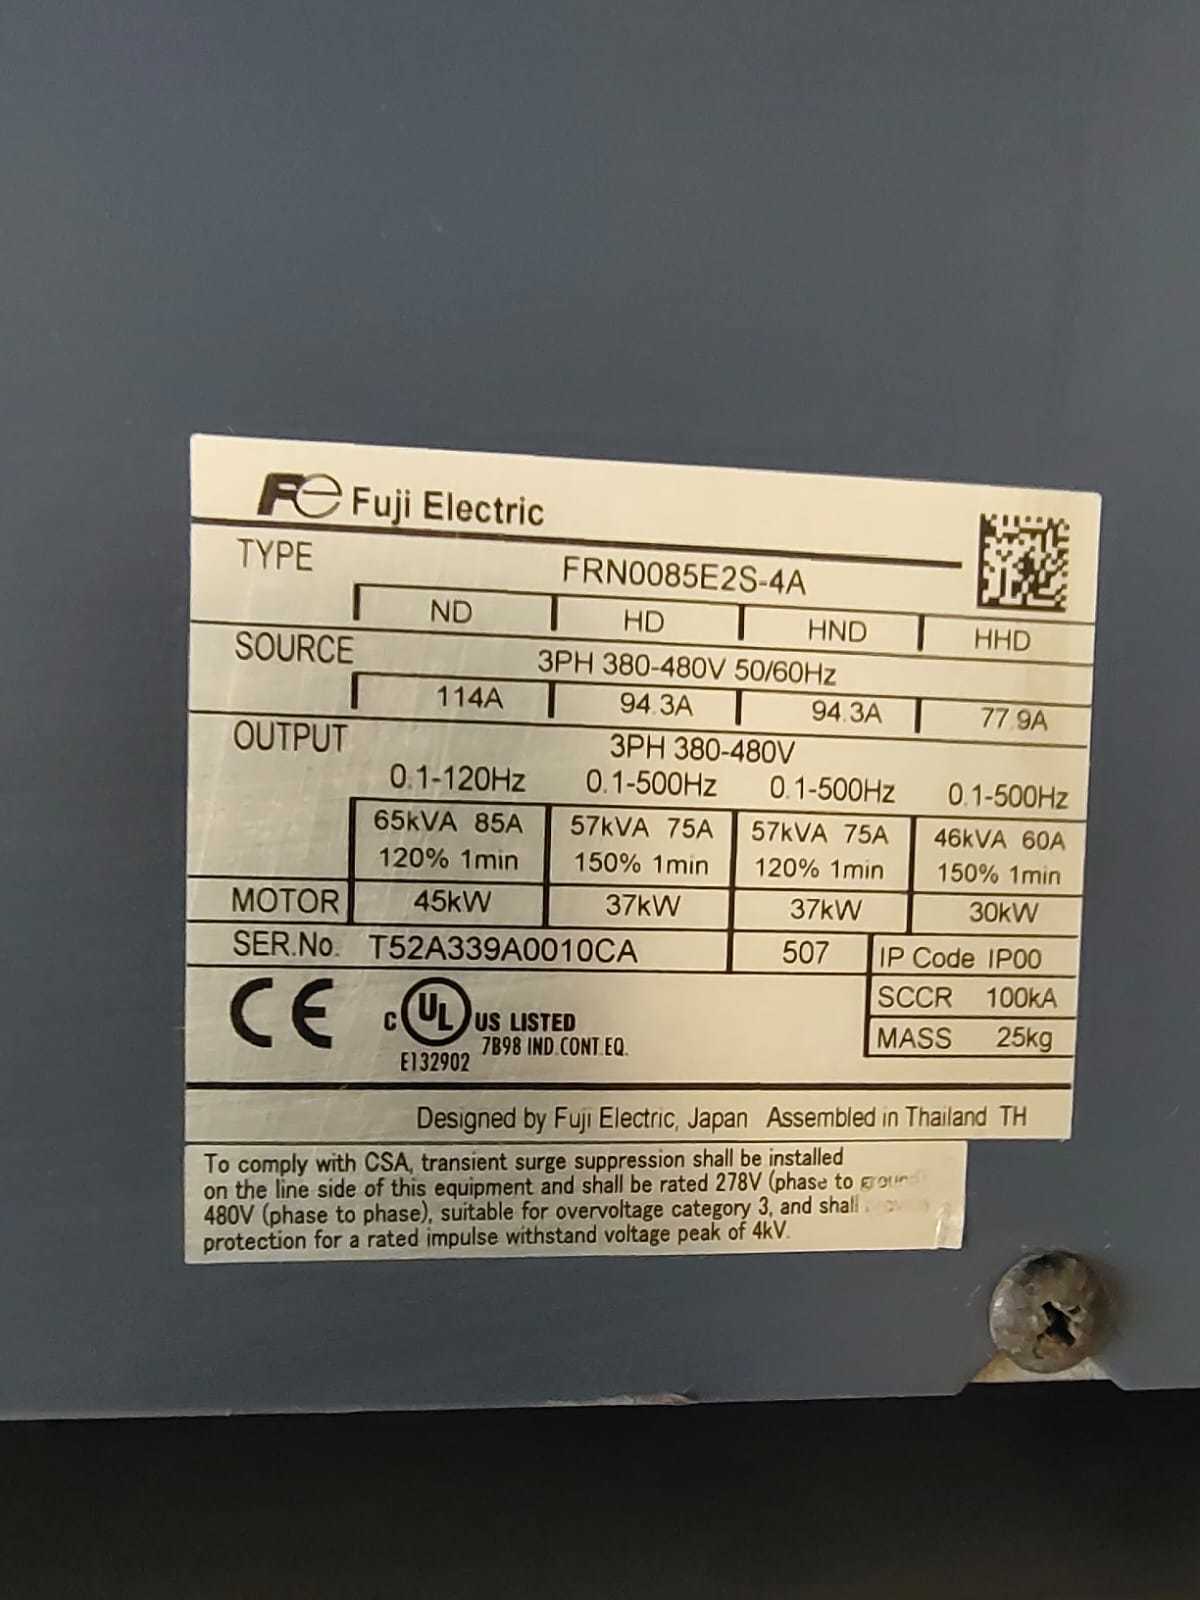 Fe Fuji Electric
TYPE FRN0085E2S-4A
ND HD HND HHD
SOURCE 3PH 380-480V 50/60Hz
114A 94.3A 94.3A 77.9A
OUTPUT 3PH 380-480V
0.1-120Hz 0.1-500Hz 0.1-500Hz 0.1-500Hz
65kVA 85A 57kVA 75A 57kVA 75A 46kVA 60A
120% 1min 150% 1min 120% 1min 150% 1min
MOTOR 45kW 37kW 37kW 30kW
SER.No. T52A339A0010CA 507 IP Code IP00
SCCR 100kA
MASS 25kg
CE C UL US LISTED
7B98 IND.CONT.EQ.
E132902
Designed by Fuji Electric, Japan Assembled in Thailand TH
To comply with CSA, transient surge suppression shall be installed
on the line side of this equipment and shall be rated 278V (phase to
480V (phase to phase), suitable for overvoltage category 3, and shall
protection for a rated impulse withstand voltage peak of 4kV.